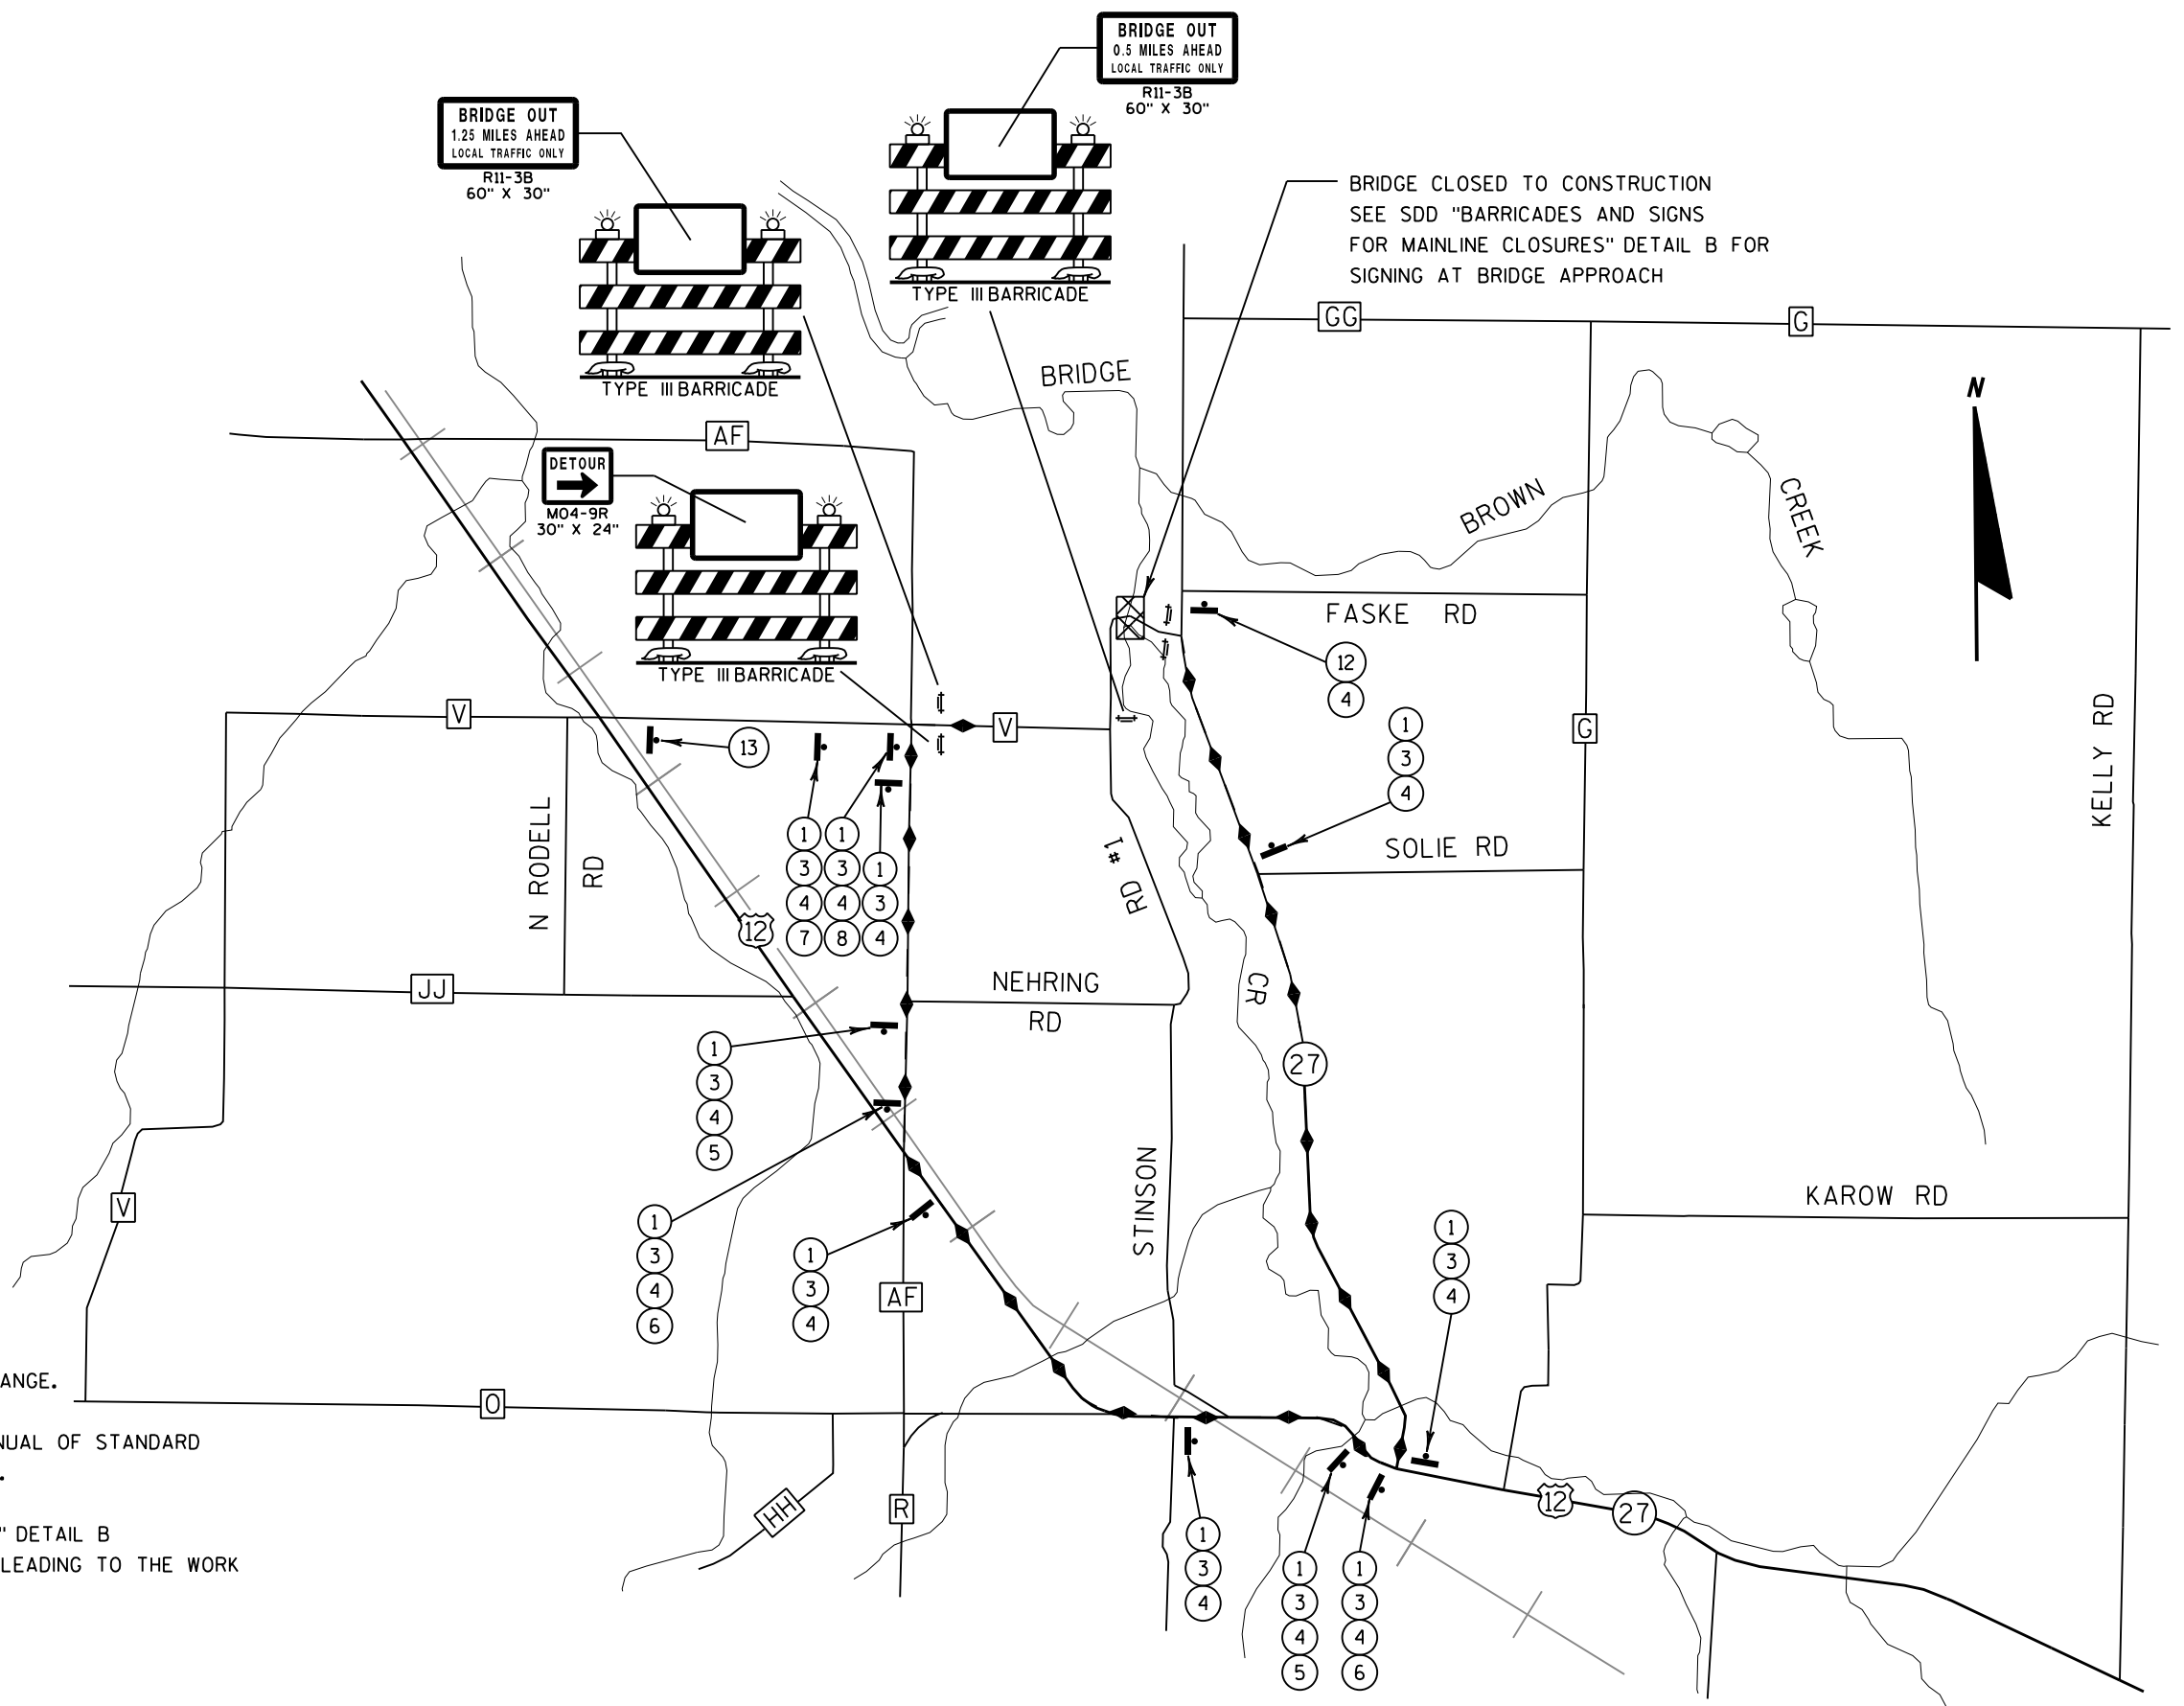 BRIDGE OUT
0.5 MILES AHEAD
LOCAL TRAFFIC ONLY
R11-3B
60" X 30"
BRIDGE OUT
1.25 MILES AHEAD
LOCAL TRAFFIC ONLY
R11-3B
60" X 30"
BRIDGE CLOSED TO CONSTRUCTION
SEE SDD "BARRICADES AND SIGNS
FOR MAINLINE CLOSURES" DETAIL B FOR
SIGNING AT BRIDGE APPROACH
TYPE III BARRICADE
GG
G
BRIDGE
TYPE III BARRICADE
AF
DETOUR
MO4-9R
30" X 24"
N
BROWN
CREEK
FASKE RD
TYPE III BARRICADE
12
4
V
V
13
G
KELLY RD
1
3
4
SOLIE RD
N RODELL
RD
1
3
4
7
1
3
4
8
1
3
4
RD #1
12
JJ
NEHRING
RD
CR
27
1
3
4
5
STINSON
V
KAROW RD
1
3
4
6
1
3
4
AF
1
3
4
ANGE.
O
NUAL OF STANDARD
.
HH
R
12
27
" DETAIL B
LEADING TO THE WORK
1
3
4
1
3
4
5
1
3
4
6